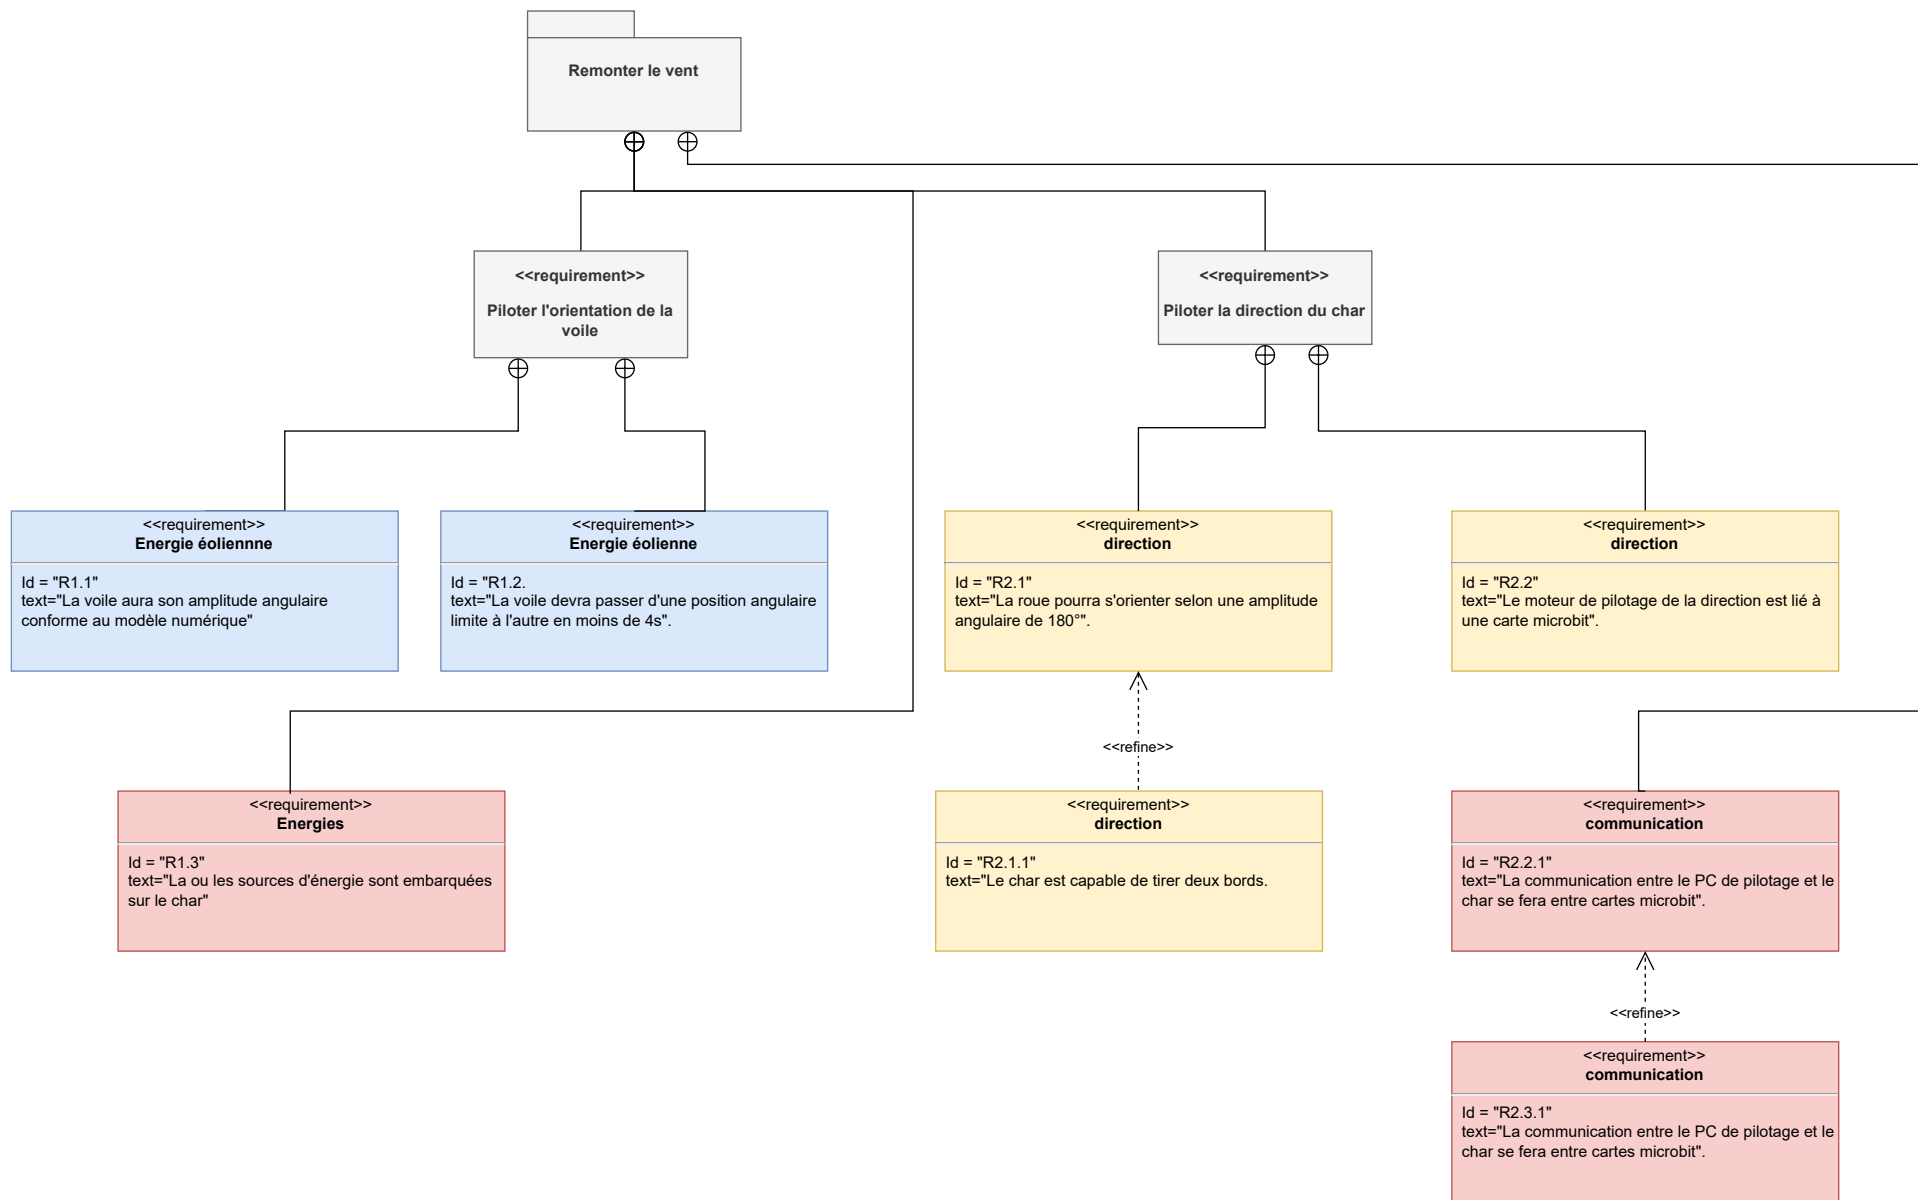 Remonter le vent
<<requirement>>
Piloter l'orientation de la
voile
<<requirement>>
Piloter la direction du char
<<requirement>>
Energie éoliennne
Id = "R1.1"
text="La voile aura son amplitude angulaire
conforme au modèle numérique"
<<requirement>>
Energie éolienne
Id = "R1.2.
text="La voile devra passer d'une position angulaire
limite à l'autre en moins de 4s".
<<requirement>>
direction
Id = "R2.1"
text="La roue pourra s'orienter selon une amplitude
angulaire de 180°".
<<requirement>>
direction
Id = "R2.2"
text="Le moteur de pilotage de la direction est lié à
une carte microbit".
<<refine>>
<<requirement>>
Energies
Id = "R1.3"
text="La ou les sources d'énergie sont embarquées
sur le char"
<<requirement>>
direction
Id = "R2.1.1"
text="Le char est capable de tirer deux bords.
<<requirement>>
communication
Id = "R2.2.1"
text="La communication entre le PC de pilotage et le
char se fera entre cartes microbit".
<<refine>>
<<requirement>>
communication
Id = "R2.3.1"
text="La communication entre le PC de pilotage et le
char se fera entre cartes microbit".